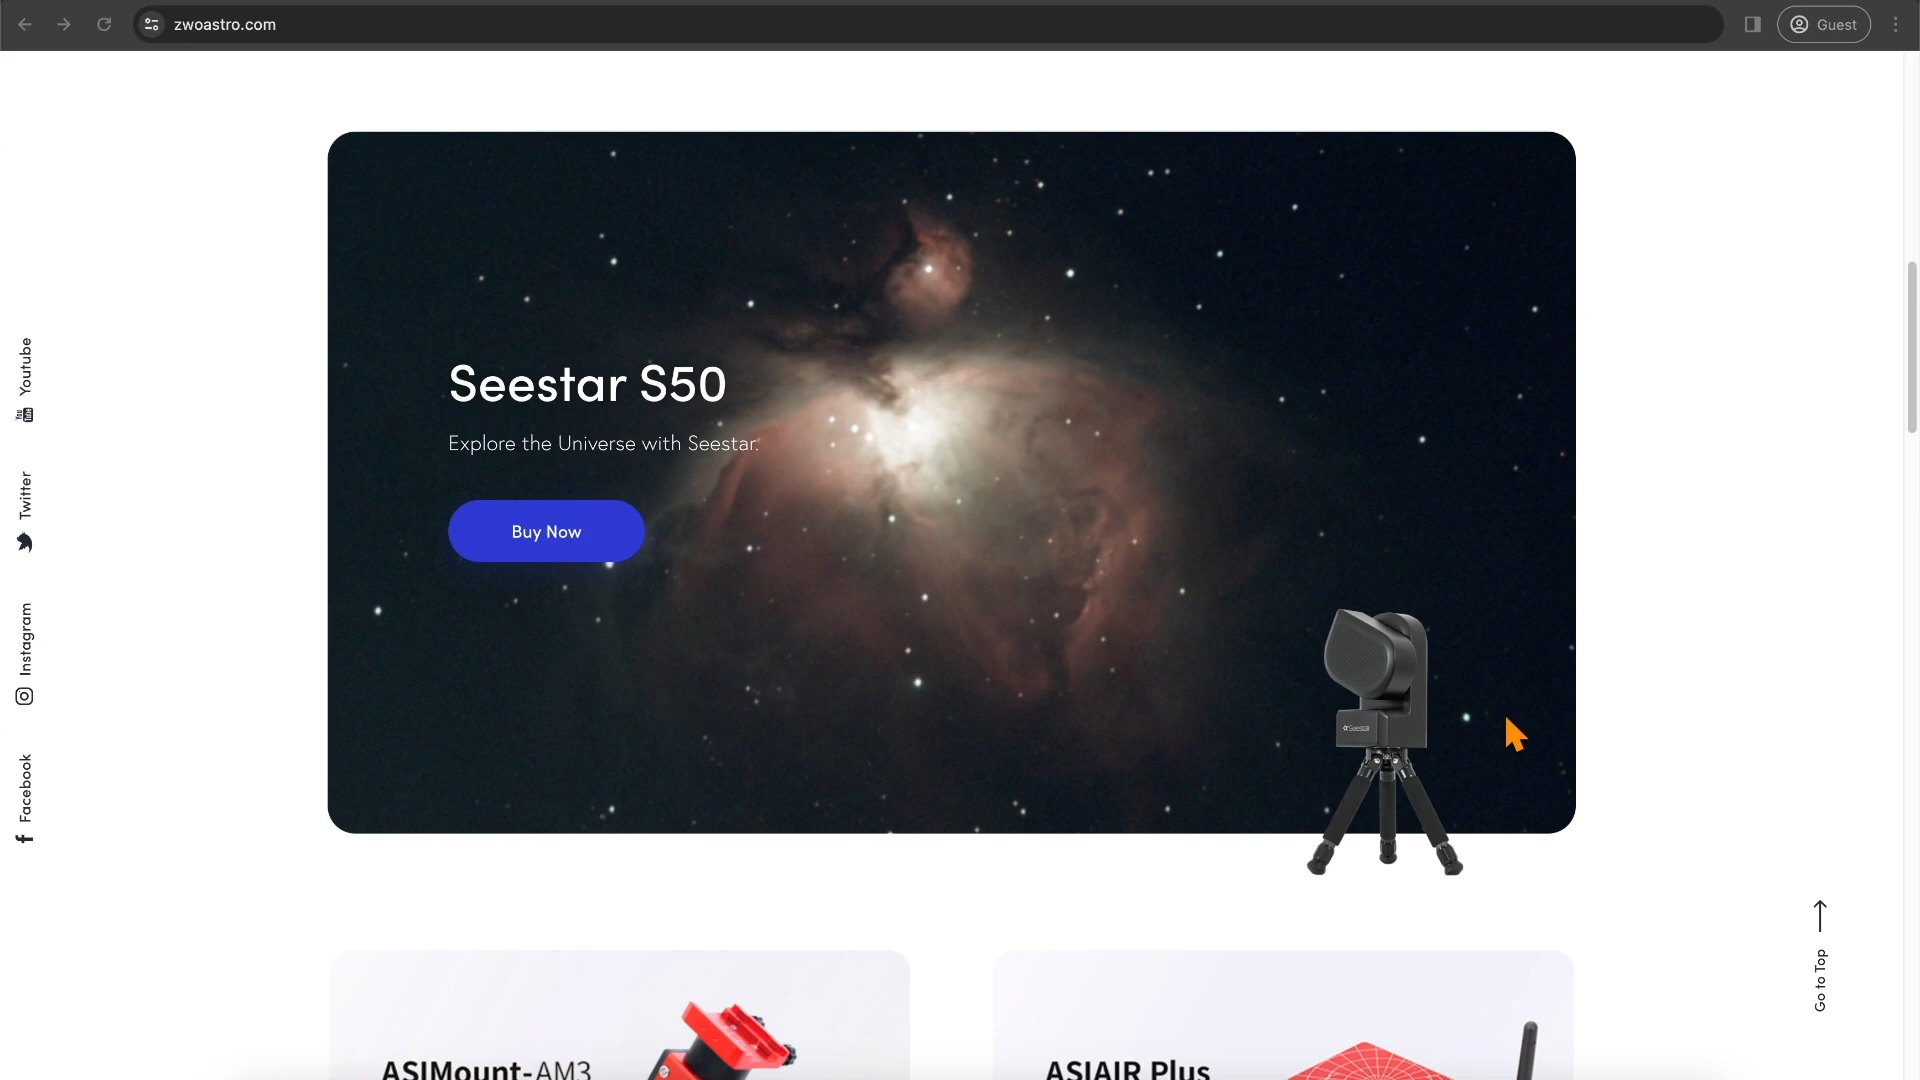 zwoastro.com
Guest
Youtube
Twitter
Instagram
Facebook
Seestar S50
Explore the Universe with Seestar.
Buy Now
Seestar
Go to Top
ASIMount-AM3
ASIAIR Plus